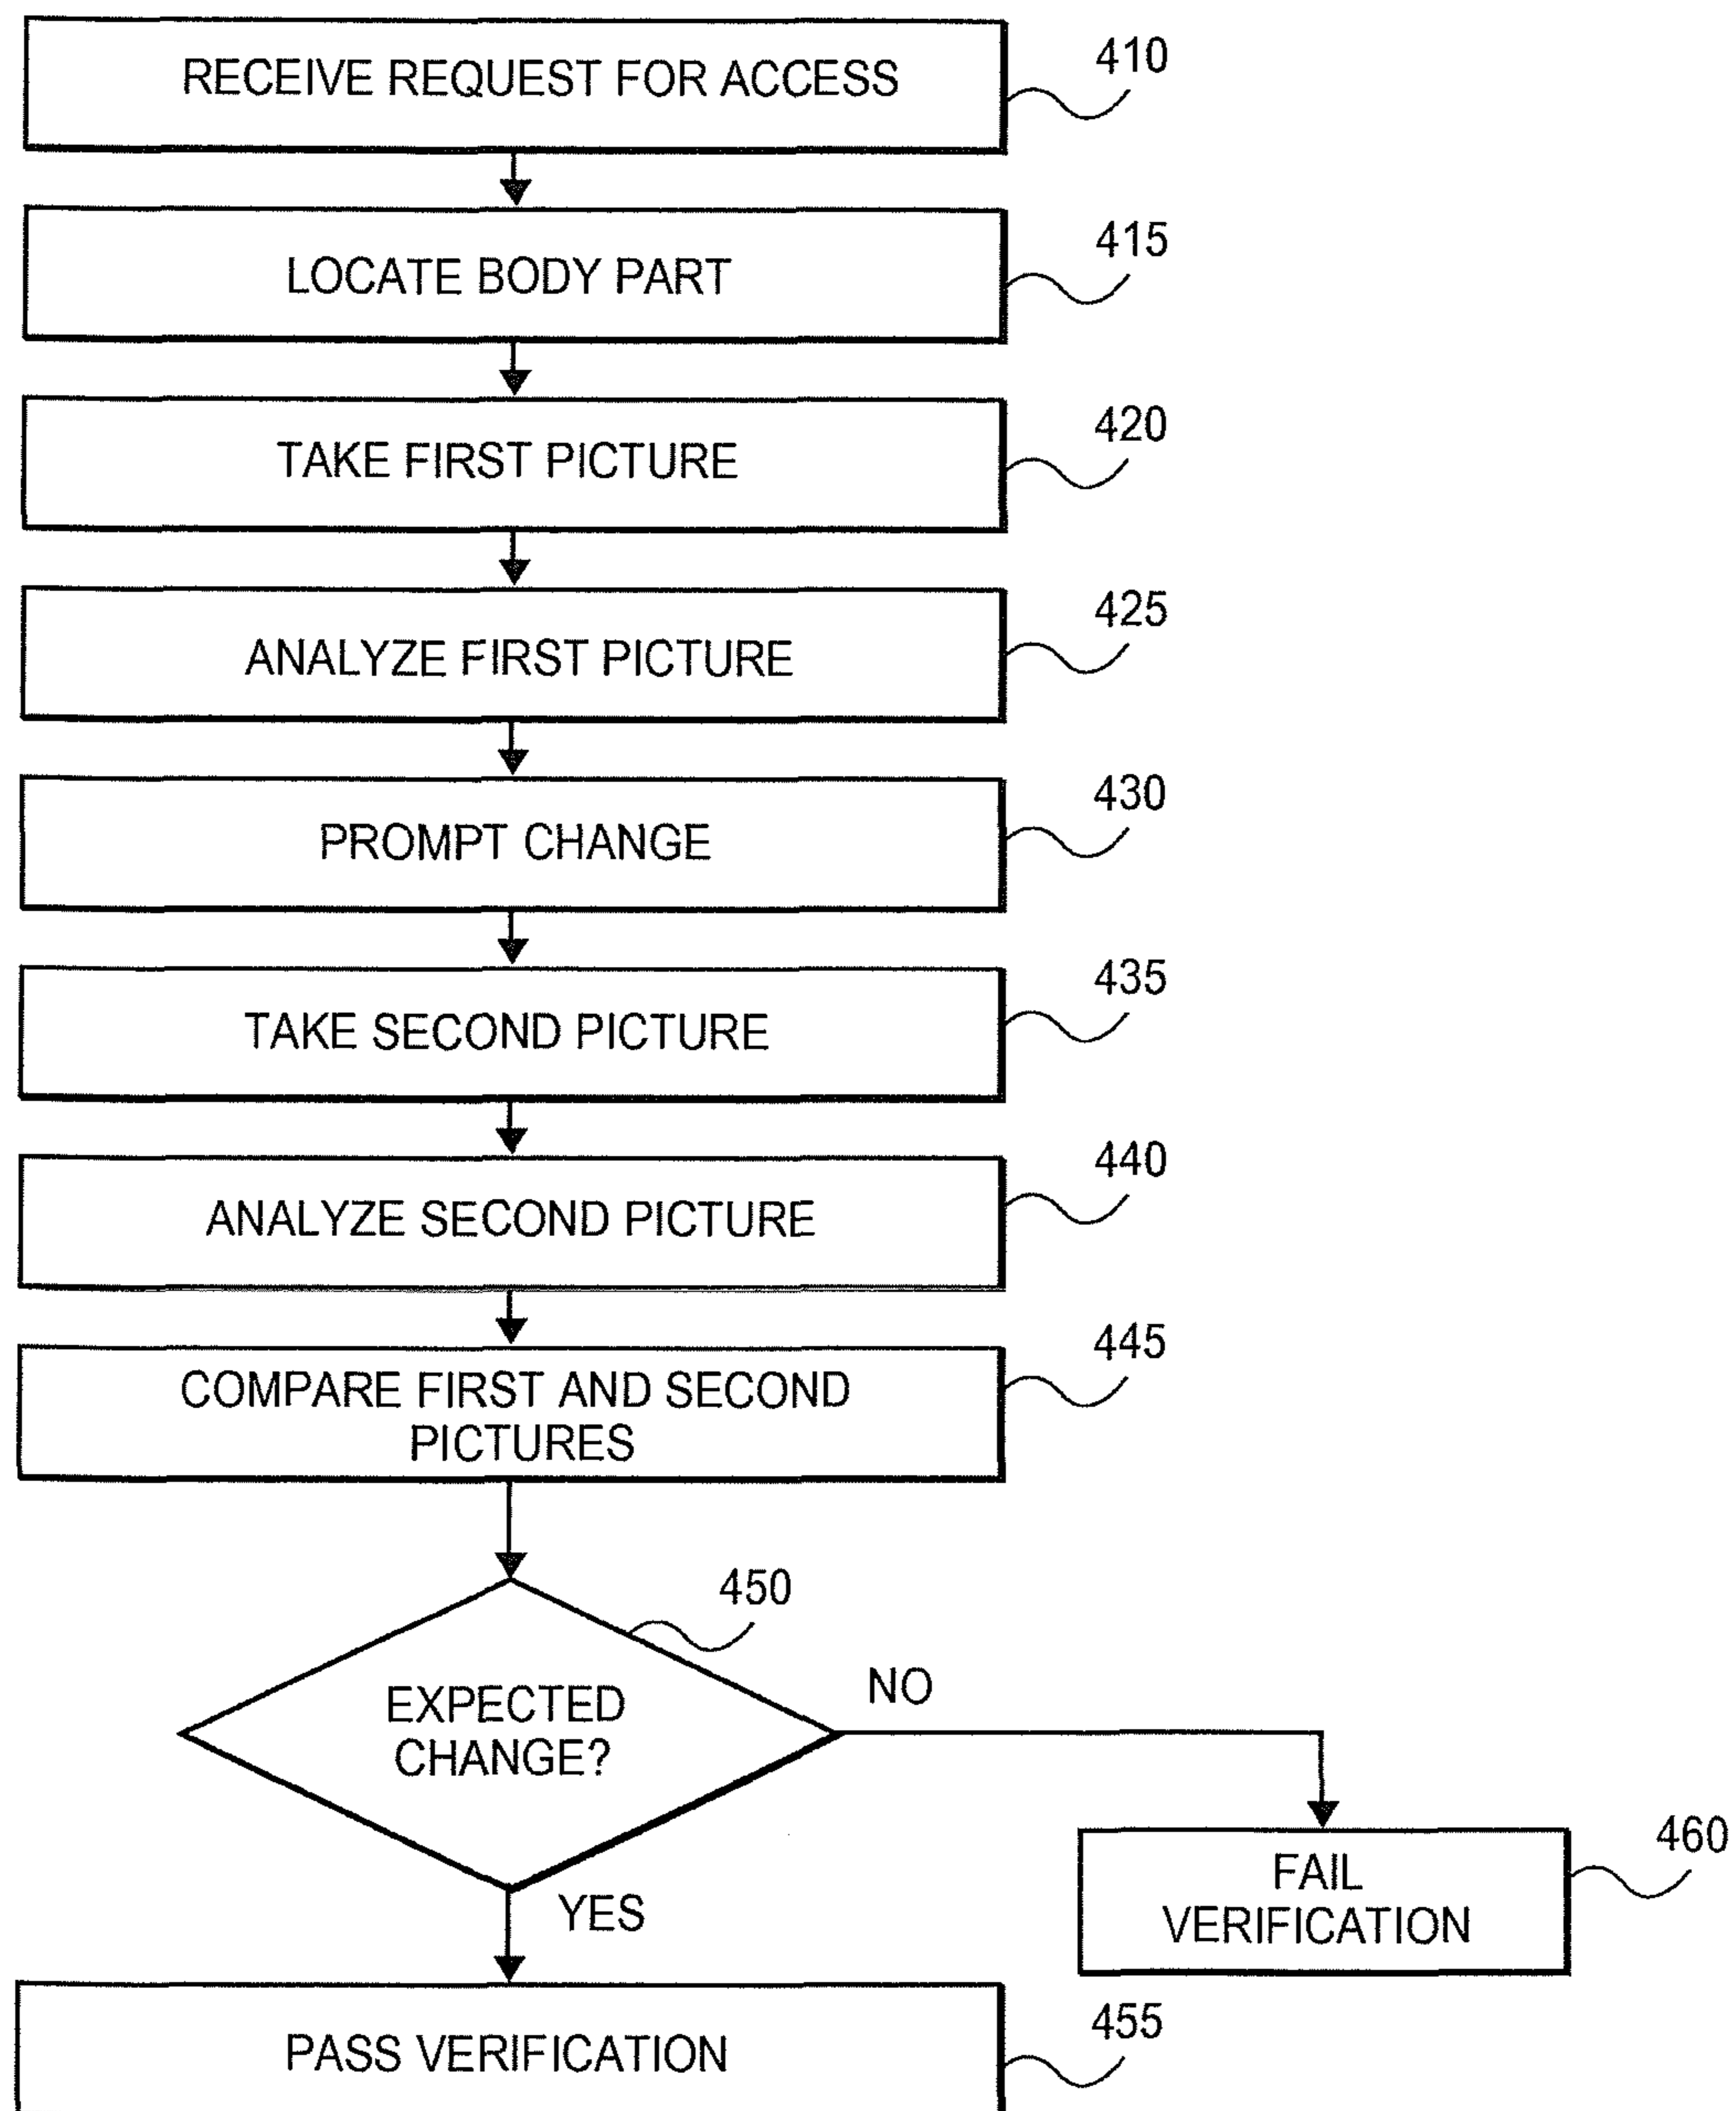 RECEIVE REQUEST FOR ACCESS
410
LOCATE BODY PART
415
TAKE FIRST PICTURE
420
ANALYZE FIRST PICTURE
425
PROMPT CHANGE
430
TAKE SECOND PICTURE
435
ANALYZE SECOND PICTURE
440
COMPARE FIRST AND SECOND
PICTURES
445
450
EXPECTED
CHANGE?
NO
YES
FAIL
VERIFICATION
460
PASS VERIFICATION
455